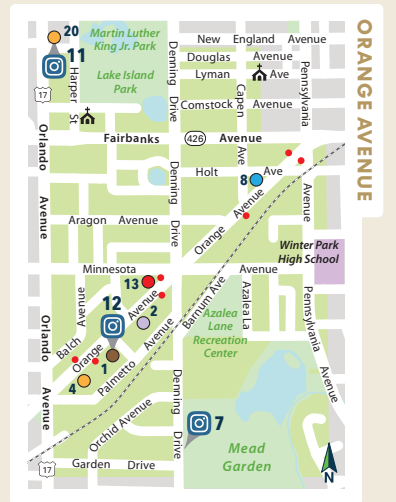 20
Martin Luther
King Jr. Park
New England Avenue
ORANGE AVENUE
11
Douglas Avenue
Lake Island
Park
Lyman Ave
17
Harper St
Denning Drive
Capen Ave
Pennsylvania Avenue
Comstock Avenue
Orlando Avenue
Fairbanks 426 Avenue
Holt Ave
8
Denning Drive
Aragon Avenue
Orange Avenue
Winter Park
High School
Minnesota Avenue
13
12
Avenue
2
Barnum Ave
Azalea La
Azalea
Lane
Recreation
Center
Pennsylvania Avenue
Orlando Avenue
Balch
Orange Avenue
1
Palmetto Avenue
4
Denning Drive
Orchid Avenue
7
Mead
Garden
17
Garden Drive
N